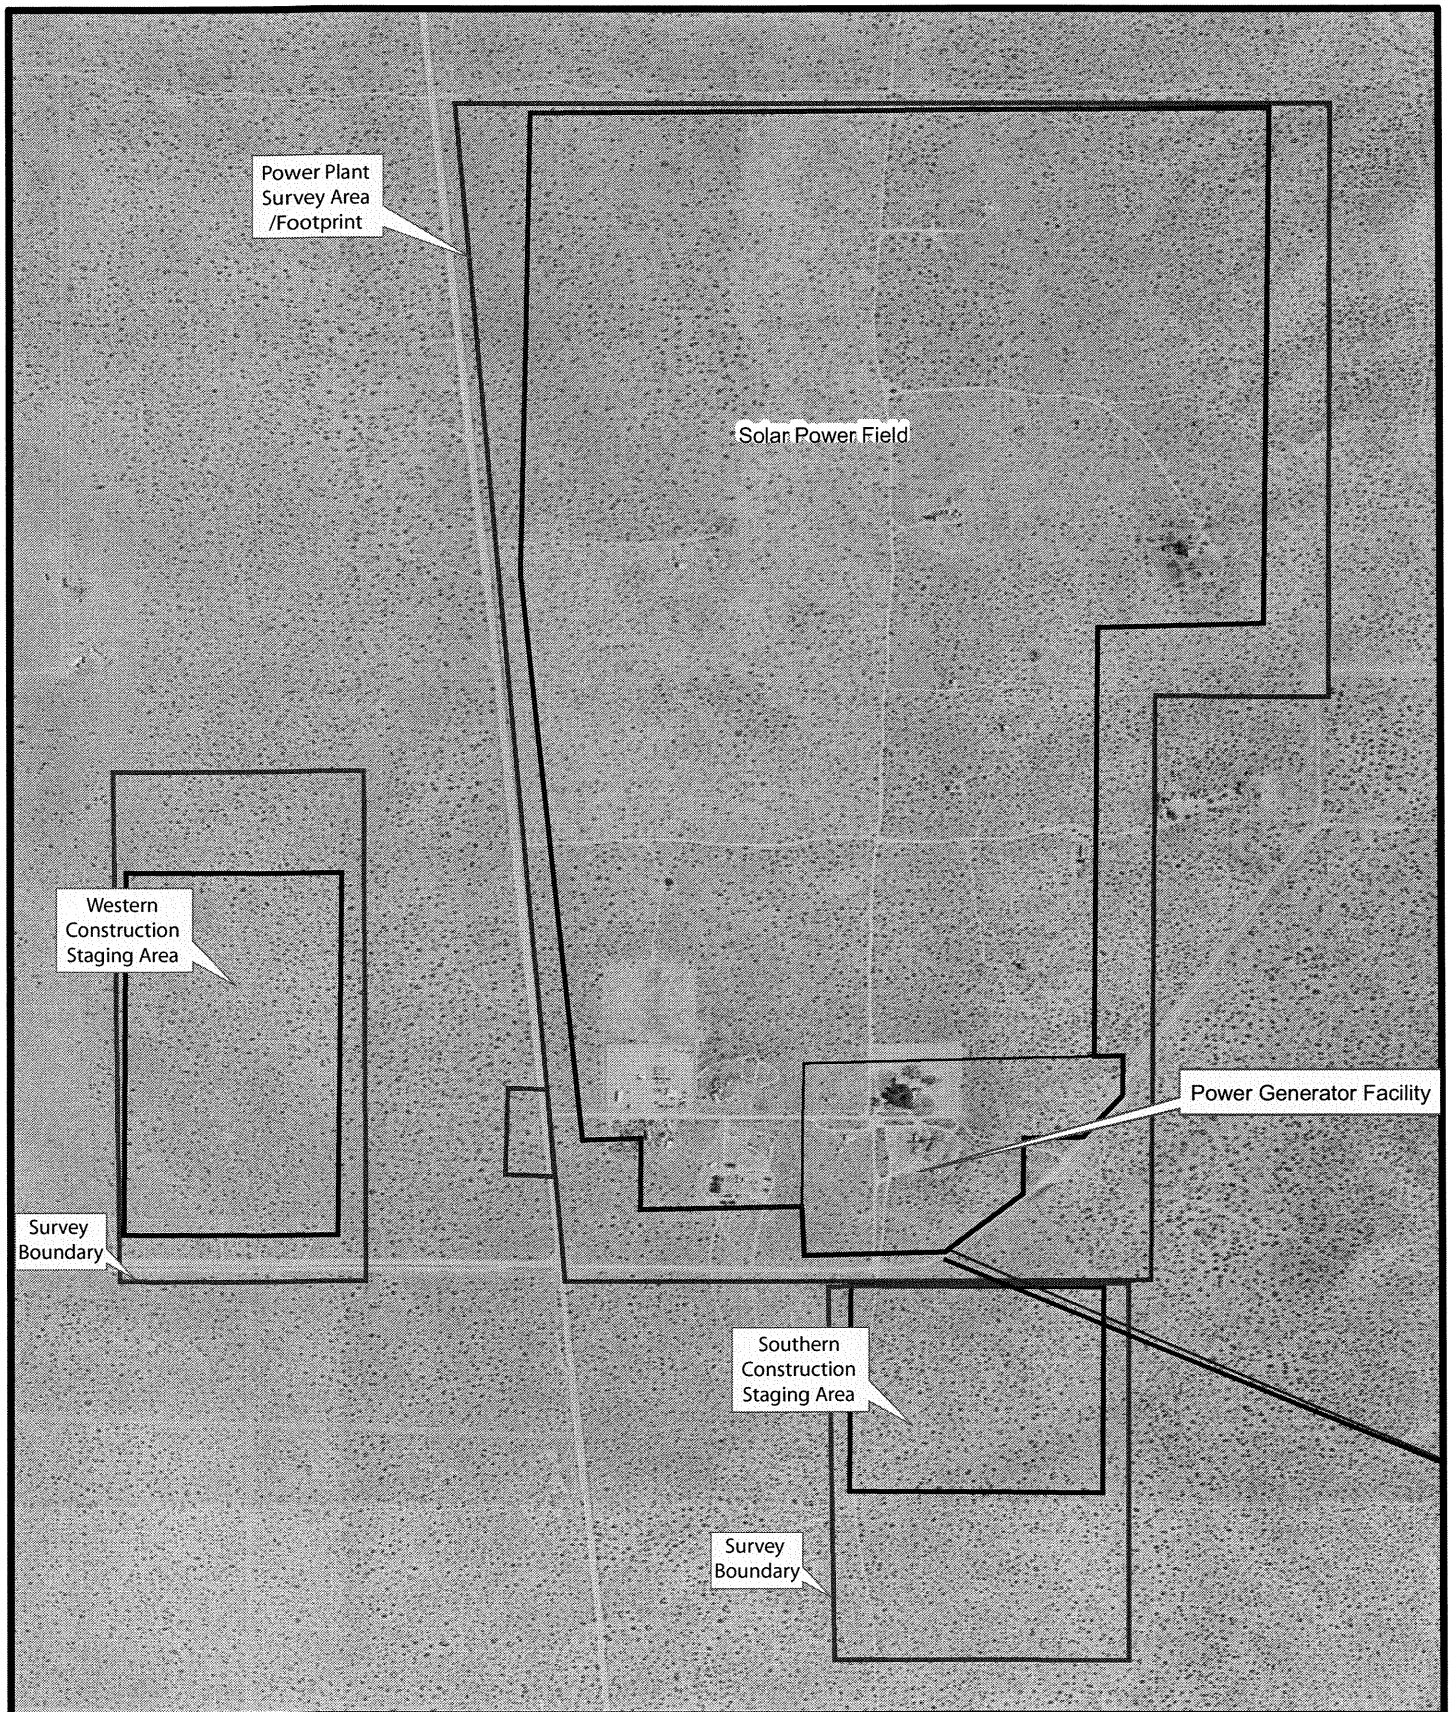 Power Plant
Survey Area
/Footprint
Solar Power Field
Western
Construction
Staging Area
Power Generator Facility
Survey
Boundary
Southern
Construction
Staging Area
Survey
Boundary